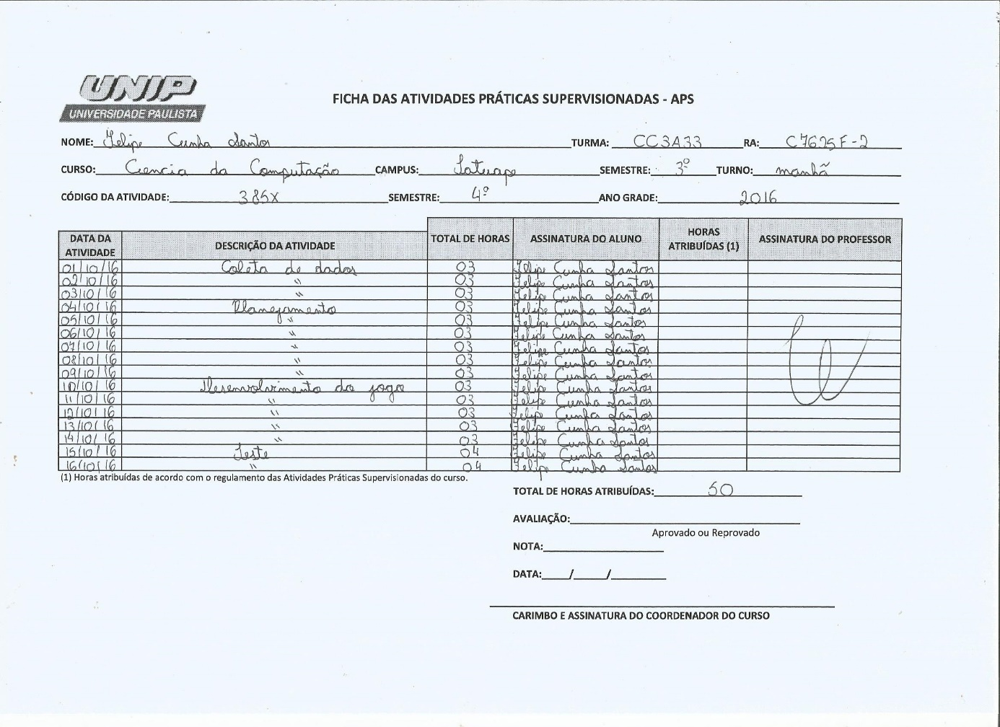 UNIP
UNIVERSIDADE PAULISTA
FICHA DAS ATIVIDADES PRÁTICAS SUPERVISIONADAS - APS
NOME: Felipe Cunha Santos TURMA: CC3A33 RA: C7625F-2
CURSO: Ciencia da Computação CAMPUS: Tatuape SEMESTRE: 3º TURNO: manhã
CÓDIGO DA ATIVIDADE: 385X SEMESTRE: 4º ANO GRADE: 2016
DATA DA ATIVIDADE DESCRIÇÃO DA ATIVIDADE TOTAL DE HORAS ASSINATURA DO ALUNO HORAS ATRIBUÍDAS (1) ASSINATURA DO PROFESSOR
01/10/16 Coleta de dados 03 Felipe Cunha Santos
02/10/16 " 03 Felipe Cunha Santos
03/10/16 " 03 Felipe Cunha Santos
04/10/16 Planejamento 03 Felipe Cunha Santos
05/10/16 " 03 Felipe Cunha Santos
06/10/16 " 03 Felipe Cunha Santos
07/10/16 " 03 Felipe Cunha Santos
08/10/16 " 03 Felipe Cunha Santos
09/10/16 " 03 Felipe Cunha Santos
10/10/16 Desenvolvimento do jogo 03 Felipe Cunha Santos
11/10/16 " 03 Felipe Cunha Santos
12/10/16 " 03 Felipe Cunha Santos
13/10/16 " 03 Felipe Cunha Santos
14/10/16 " 03 Felipe Cunha Santos
15/10/16 Teste 04 Felipe Cunha Santos
16/10/16 " 04 Felipe Cunha Santos
(1) Horas atribuídas de acordo com o regulamento das Atividades Práticas Supervisionadas do curso.
TOTAL DE HORAS ATRIBUÍDAS: 50
AVALIAÇÃO:
Aprovado ou Reprovado
NOTA:
DATA: / /
CARIMBO E ASSINATURA DO COORDENADOR DO CURSO